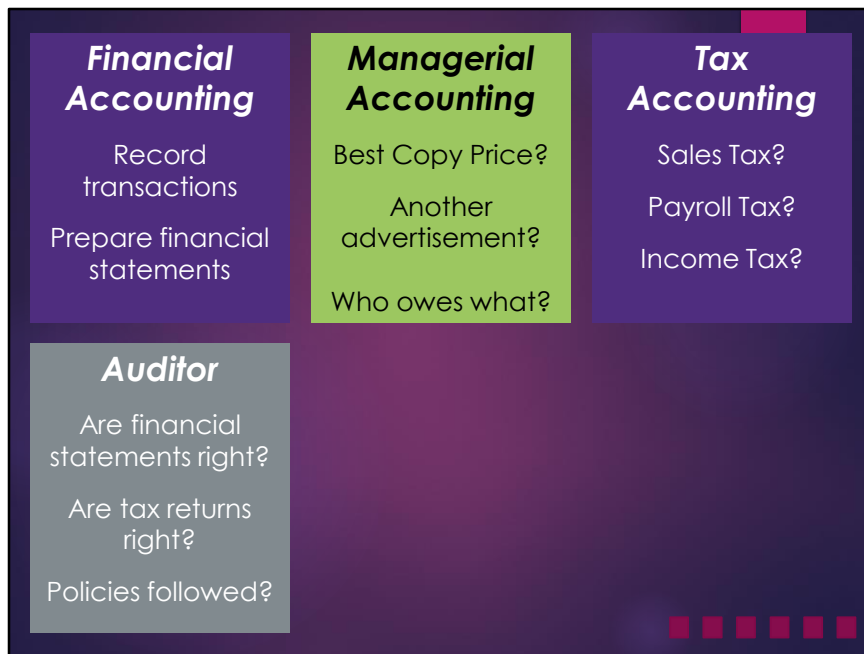 Financial
Accounting
Record
transactions
Prepare financial
statements
Managerial
Accounting
Best Copy Price?
Another
advertisement?
Who owes what?
Tax
Accounting
Sales Tax?
Payroll Tax?
Income Tax?
Auditor
Are financial
statements right?
Are tax returns
right?
Policies followed?